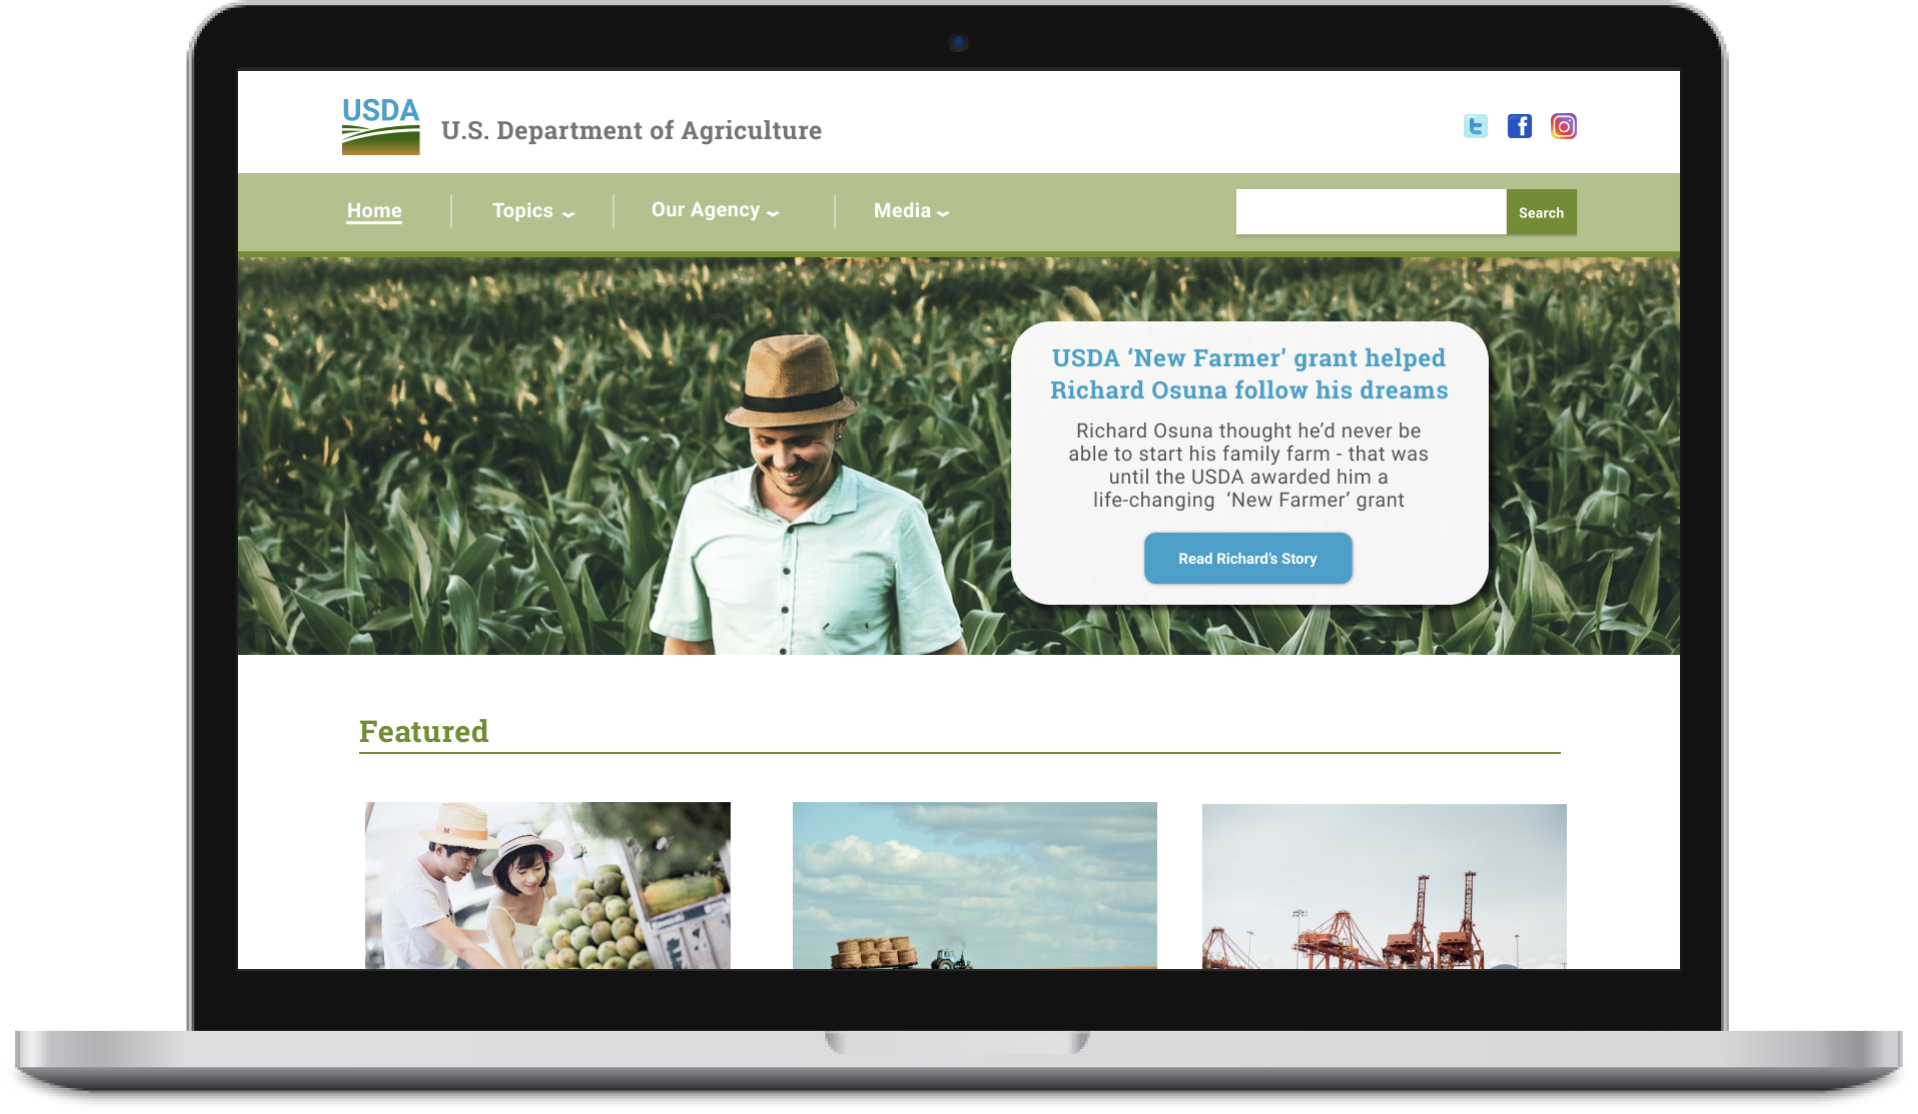 USDA
U.S. Department of Agriculture
Home
Topics
Our Agency
Media
Search
USDA ‘New Farmer’ grant helped
Richard Osuna follow his dreams
Richard Osuna thought he’d never be
able to start his family farm - that was
until the USDA awarded him a
life-changing ‘New Farmer’ grant
Read Richard’s Story
Featured